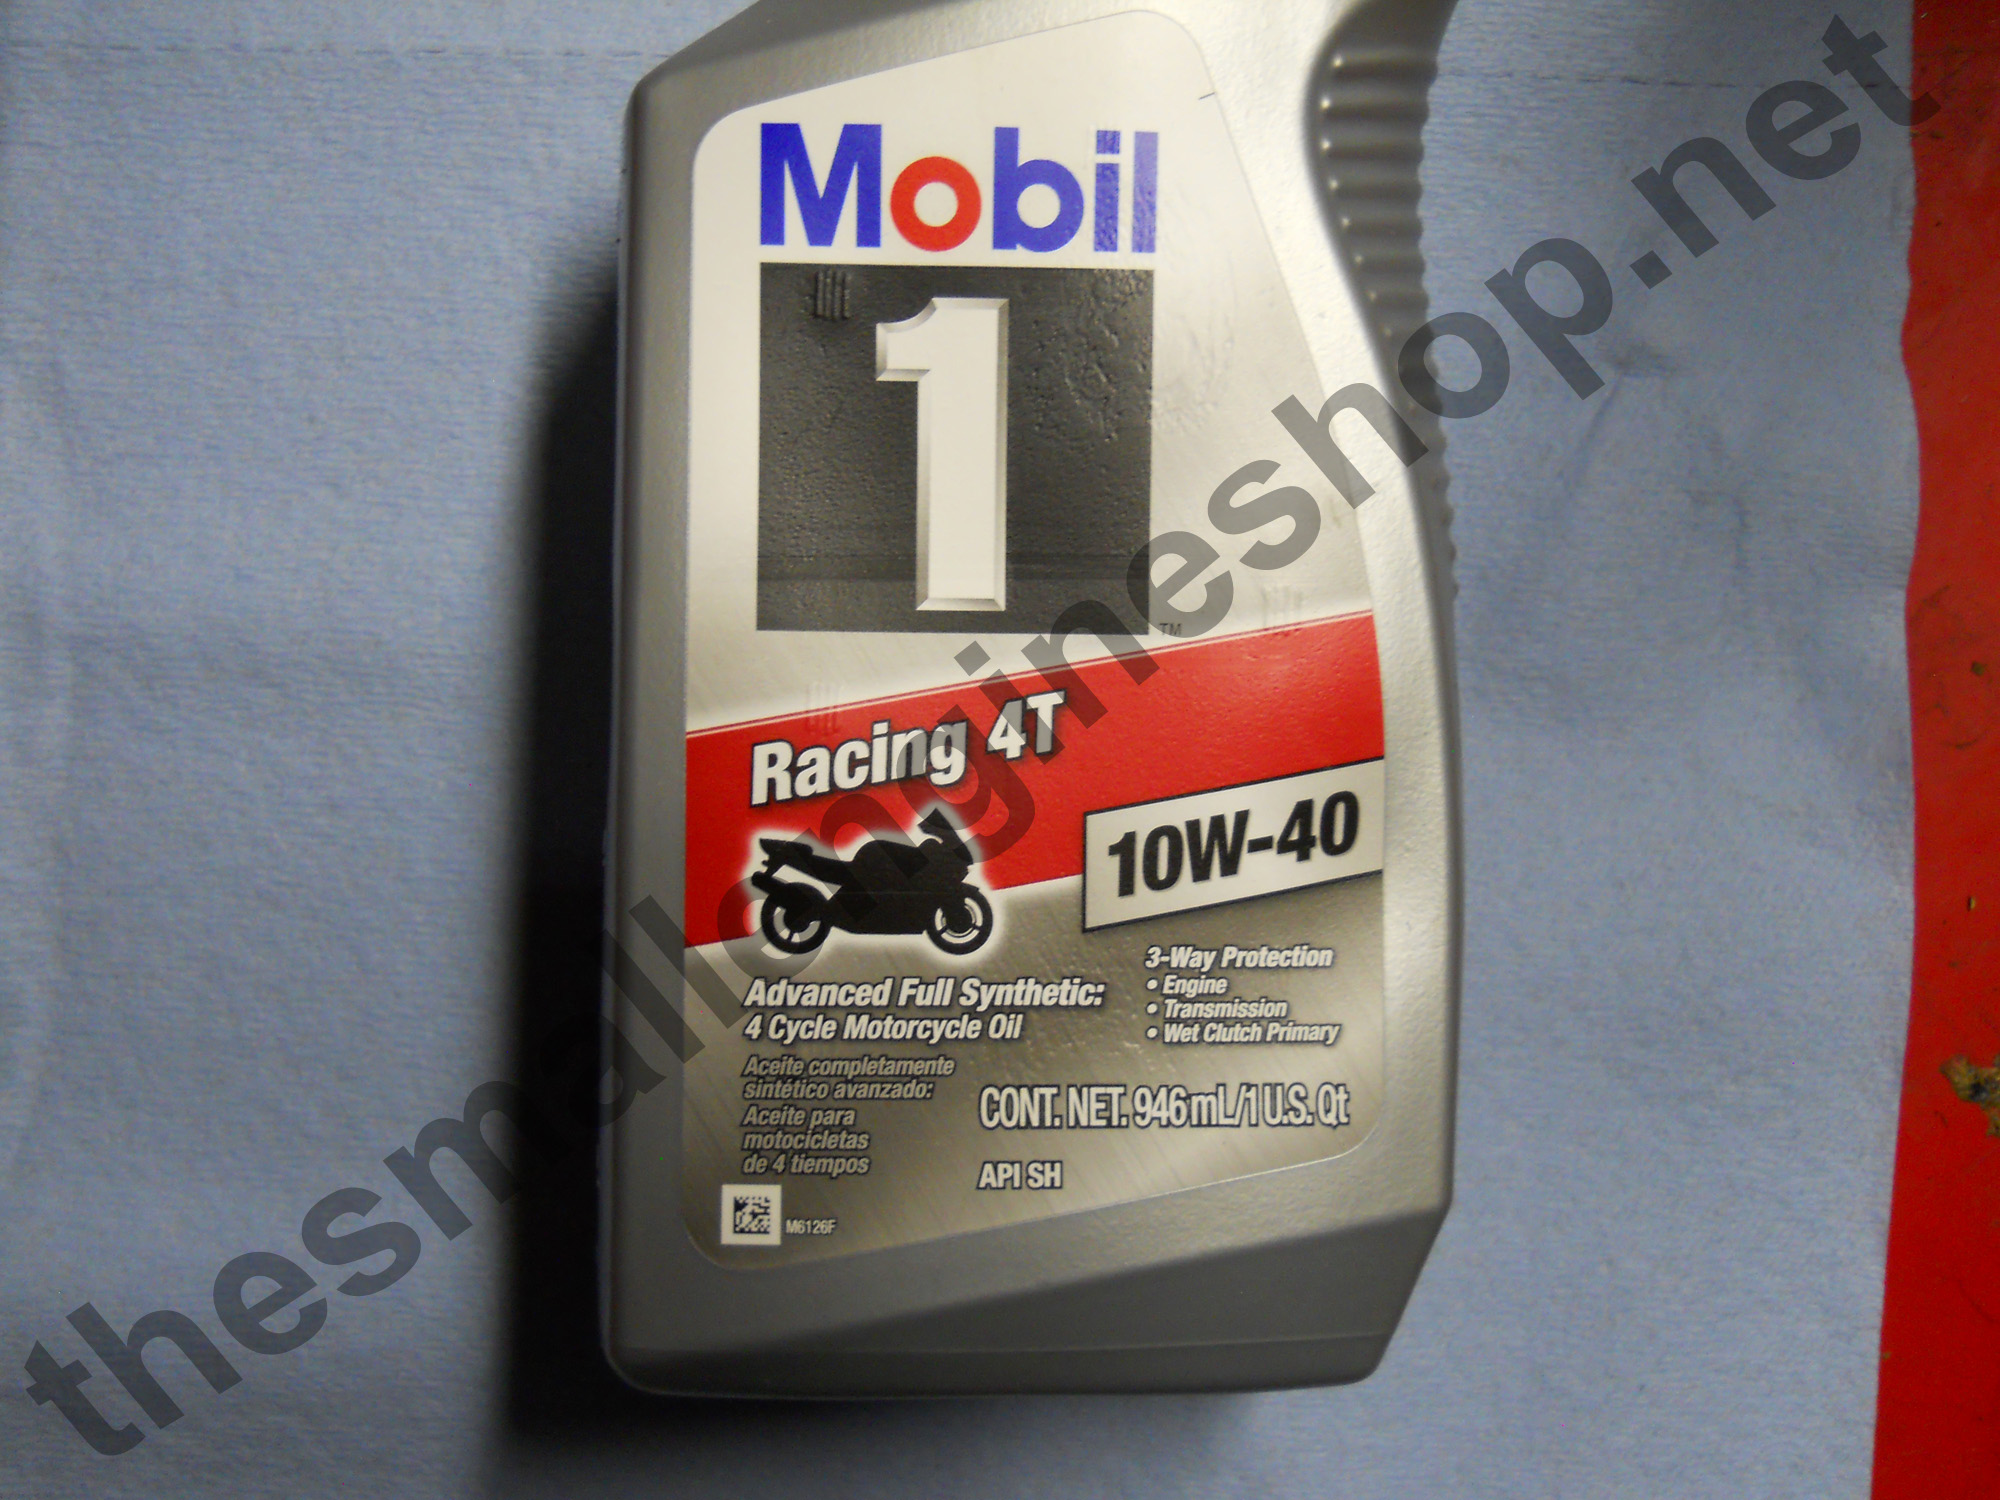 Mobil
1
TM
Racing 4T
10W-40
Advanced Full Synthetic:
4 Cycle Motorcycle Oil
3-Way Protection
• Engine
• Transmission
• Wet Clutch Primary
Aceite completamente
sintético avanzado:
Aceite para
motocicletas
de 4 tiempos
CONT. NET. 946 mL/1 U.S. Qt
API SH
M6126F
thesmallengineshop.net